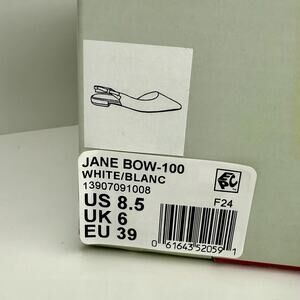 JANE BOW-100
WHITE/BLANC
13907091008
US 8.5
F24
UK 6
EU 39
0 61643 52059 1